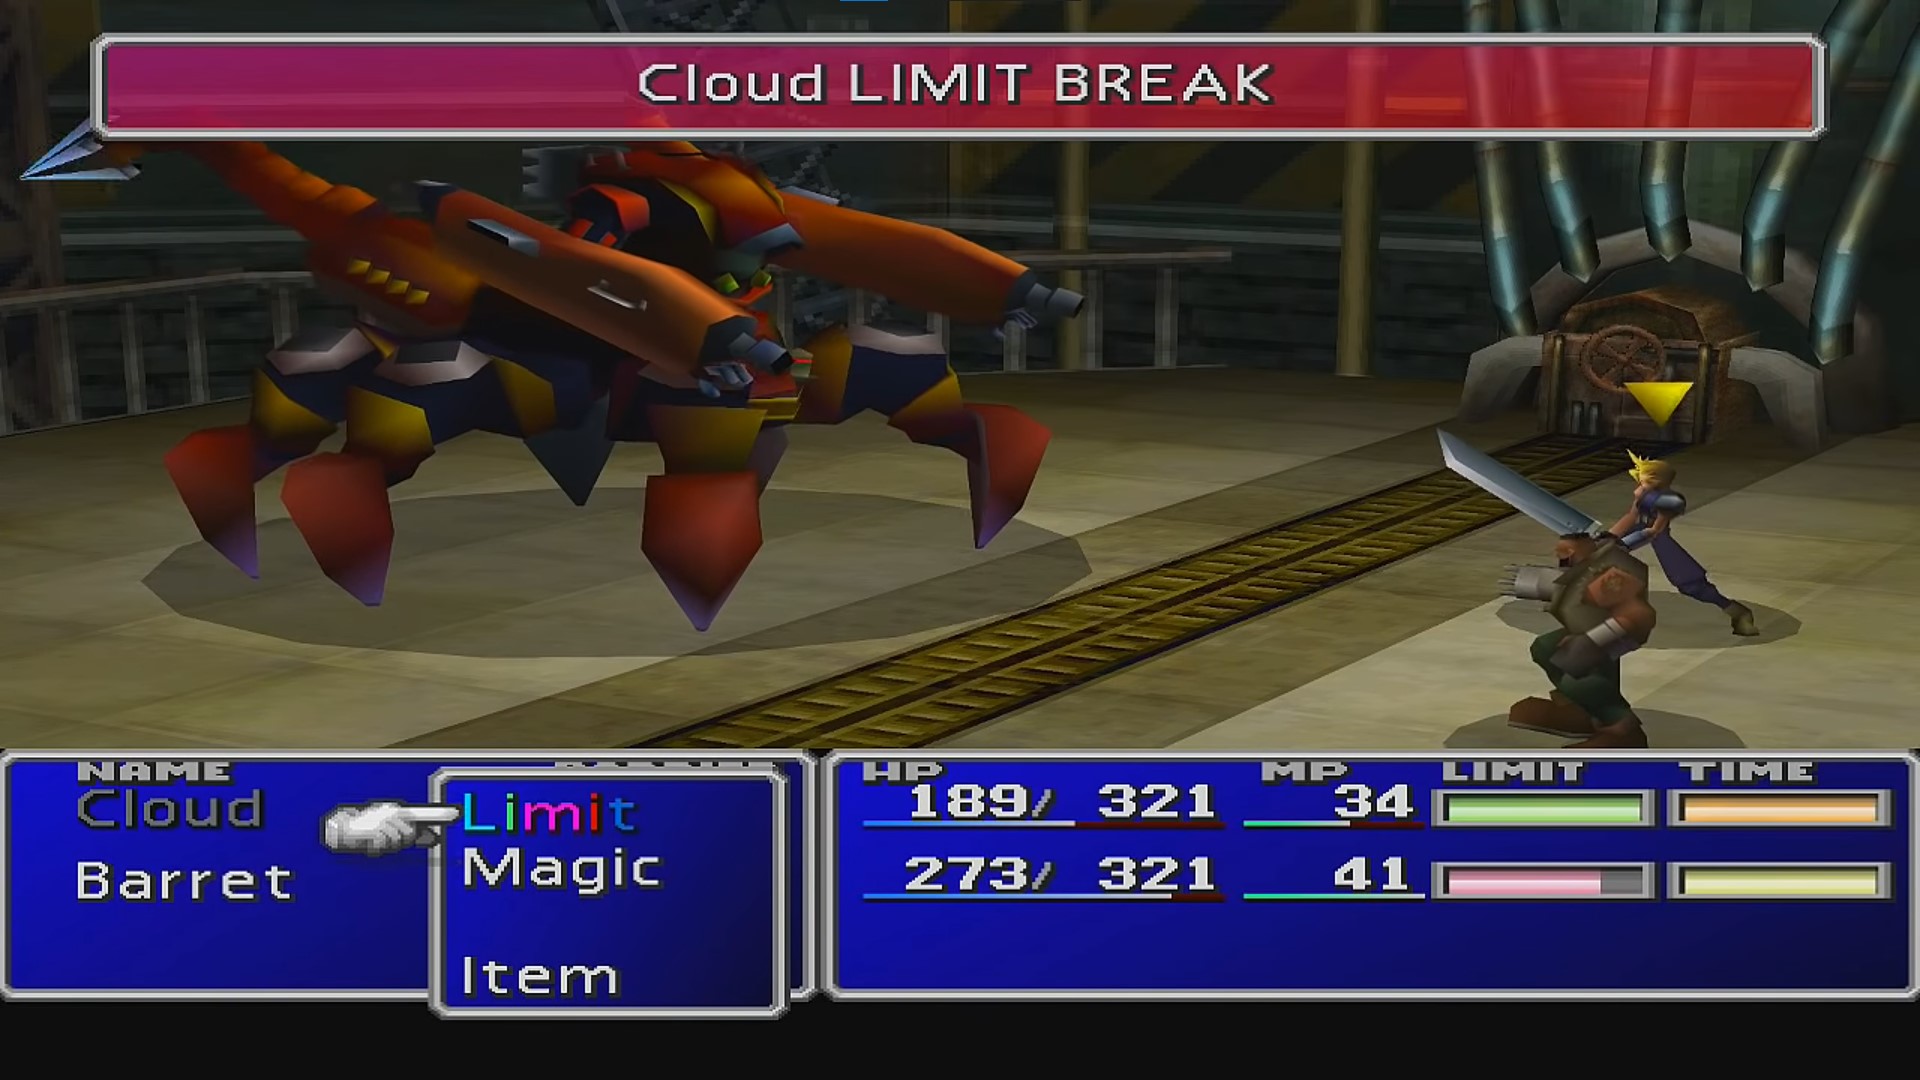 Cloud LIMIT BREAK
NAME
Cloud
Barret
Limit
Magic
Item
HP MP LIMIT TIME
189/ 321 34
273/ 321 41